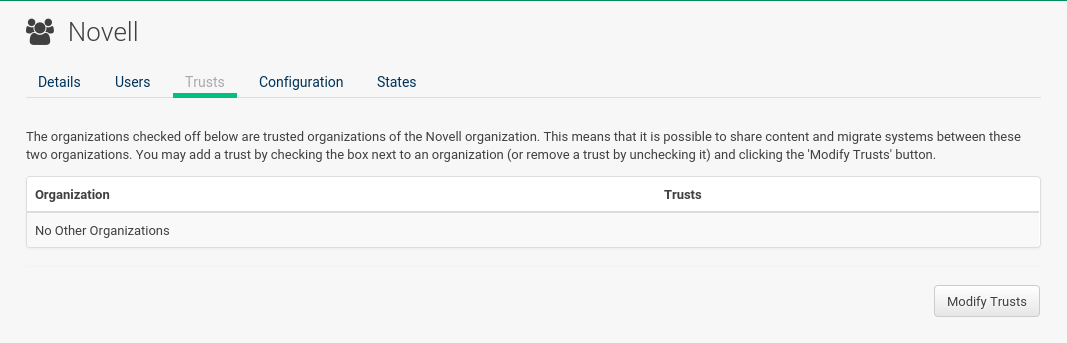 Novell
Details Users Trusts Configuration States
The organizations checked off below are trusted organizations of the Novell organization. This means that it is possible to share content and migrate systems between these
two organizations. You may add a trust by checking the box next to an organization (or remove a trust by unchecking it) and clicking the 'Modify Trusts' button.
Organization Trusts
No Other Organizations
Modify Trusts